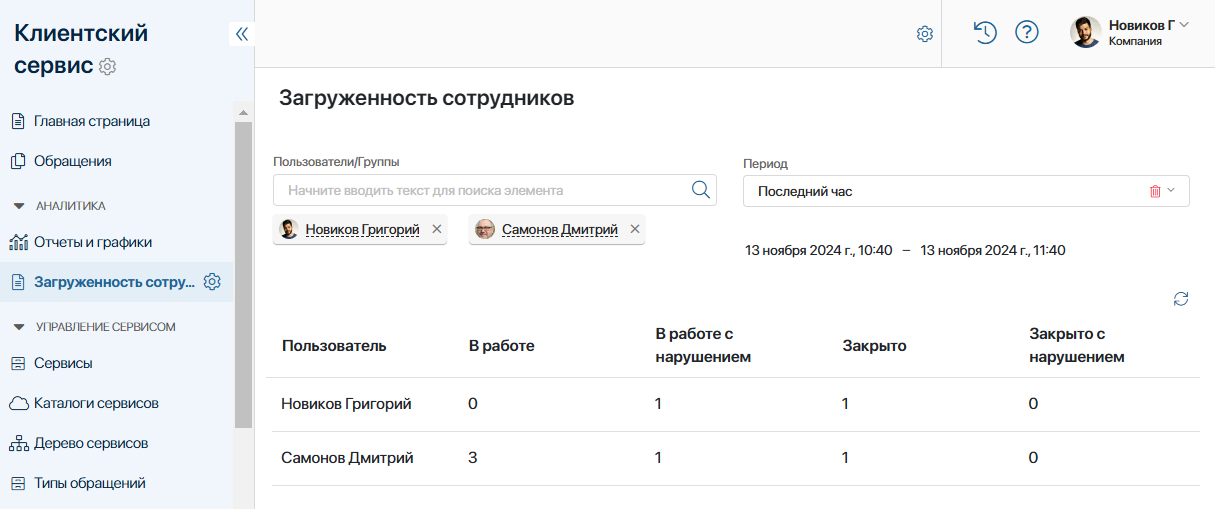 Клиентский
сервис
Новиков Г
Компания
Главная страница
Обращения
АНАЛИТИКА
Отчеты и графики
Загруженность сотру...
УПРАВЛЕНИЕ СЕРВИСОМ
Сервисы
Каталоги сервисов
Дерево сервисов
Типы обращений
Загруженность сотрудников
Пользователи/Группы
Начните вводить текст для поиска элемента
Новиков Григорий
Самонов Дмитрий
Период
Последний час
13 ноября 2024 г., 10:40 – 13 ноября 2024 г., 11:40
Пользователь В работе В работе с нарушением Закрыто Закрыто с нарушением
Новиков Григорий 0 1 1 0
Самонов Дмитрий 3 1 1 0